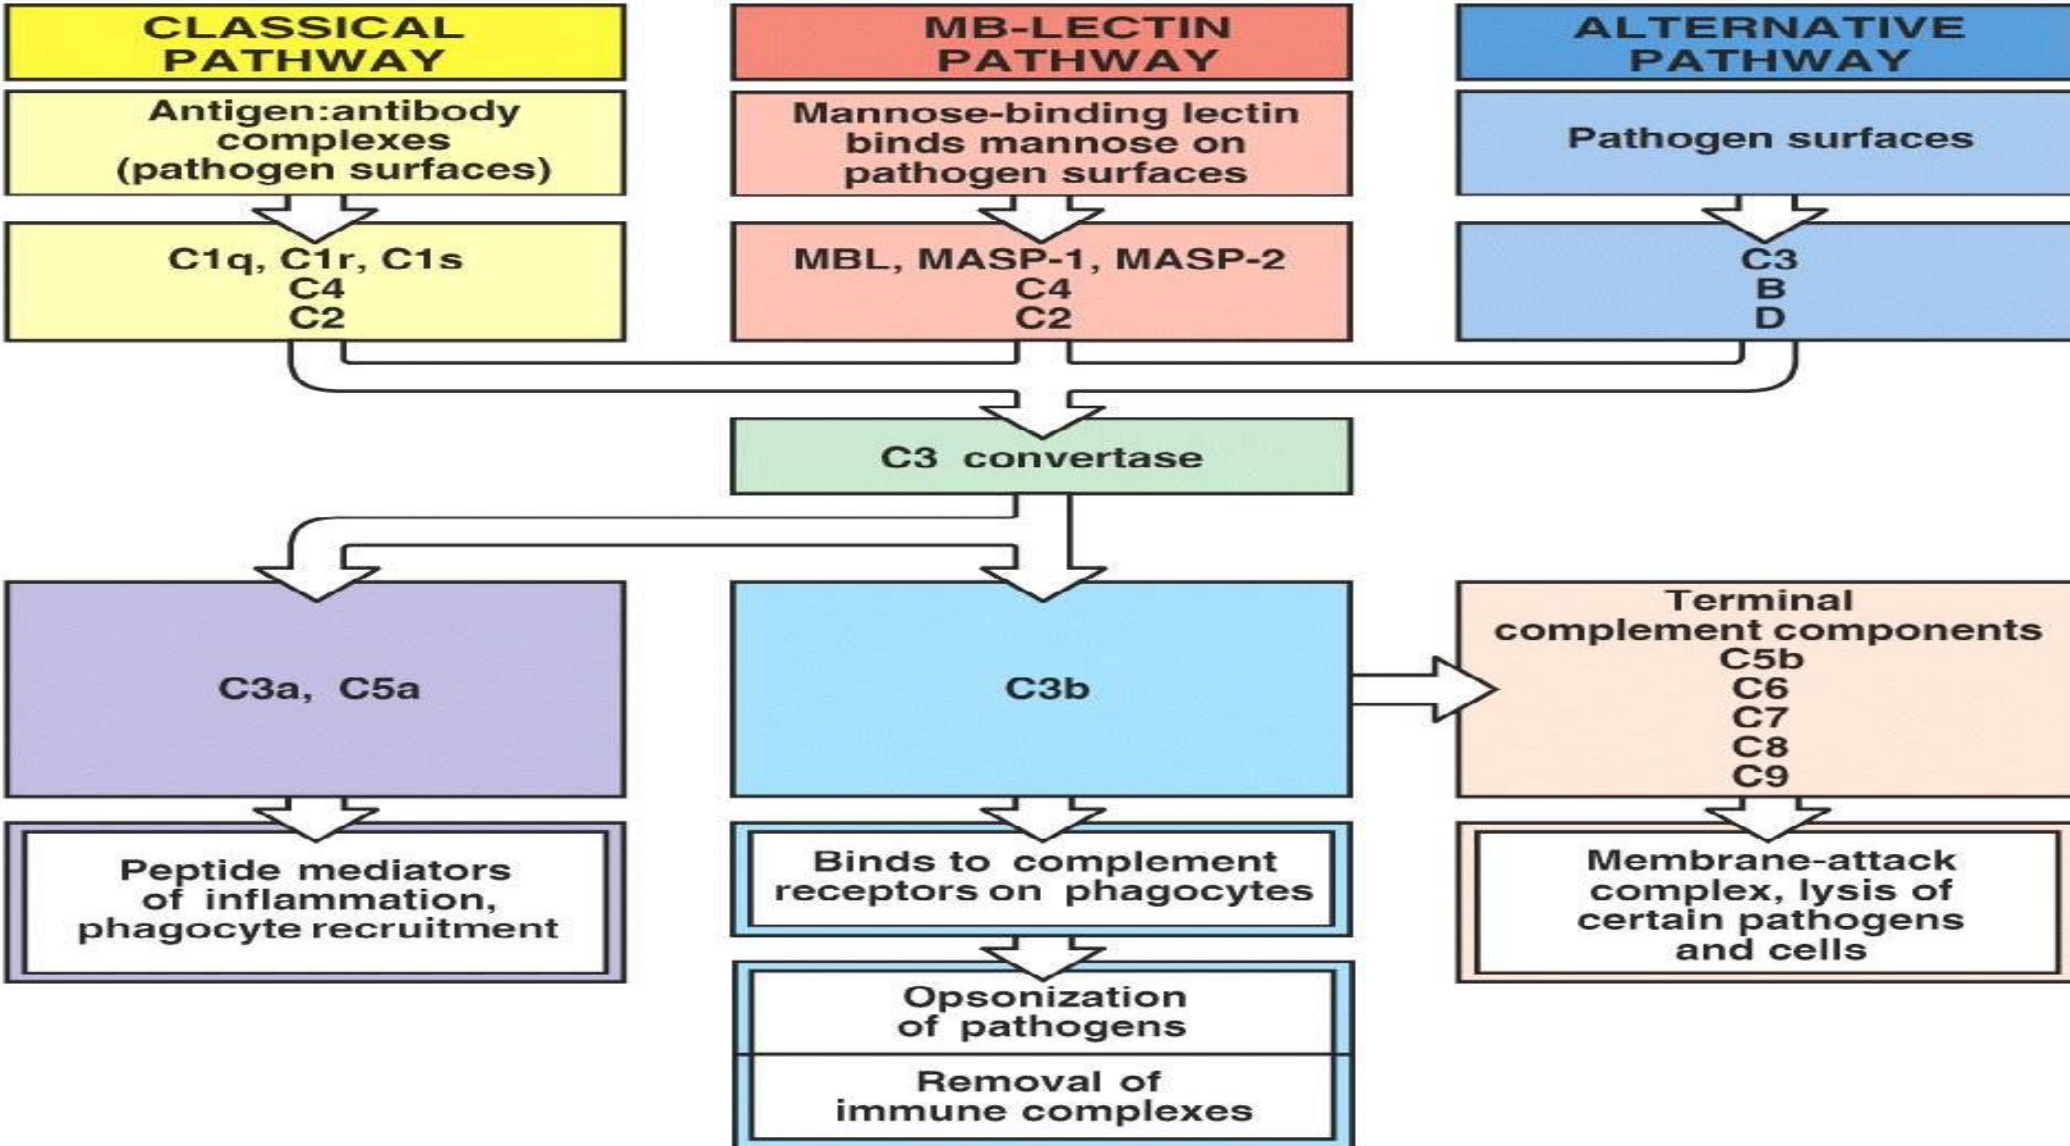 CLASSICAL
PATHWAY
MB-LECTIN
PATHWAY
ALTERNATIVE
PATHWAY
Antigen:antibody
complexes
(pathogen surfaces)
Mannose-binding lectin
binds mannose on
pathogen surfaces
Pathogen surfaces
C1q, C1r, C1s
C4
C2
MBL, MASP-1, MASP-2
C4
C2
C3
B
D
C3 convertase
C3a, C5a
C3b
Terminal
complement components
C5b
C6
C7
C8
C9
Peptide mediators
of inflammation,
phagocyte recruitment
Binds to complement
receptors on phagocytes
Membrane-attack
complex, lysis of
certain pathogens
and cells
Opsonization
of pathogens
Removal of
immune complexes